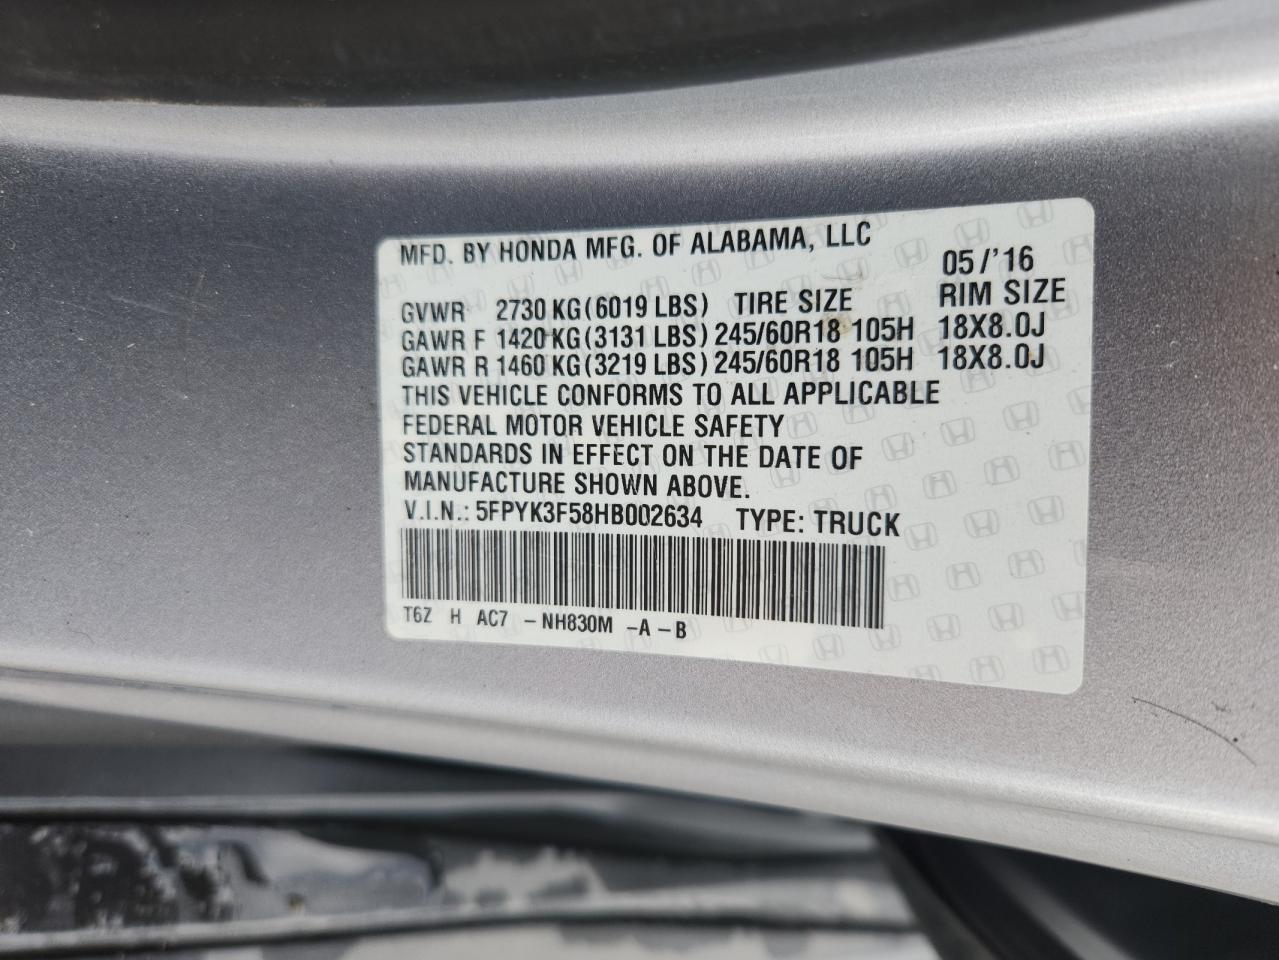 MFD. BY HONDA MFG. OF ALABAMA, LLC
05/'16
GVWR 2730 KG(6019 LBS) TIRE SIZE RIM SIZE
GAWR F 1420 KG(3131 LBS) 245/60R18 105H 18X8.0J
GAWR R 1460 KG(3219 LBS) 245/60R18 105H 18X8.0J
THIS VEHICLE CONFORMS TO ALL APPLICABLE
FEDERAL MOTOR VEHICLE SAFETY
STANDARDS IN EFFECT ON THE DATE OF
MANUFACTURE SHOWN ABOVE.
V.I.N.: 5FPYK3F58HB002634 TYPE: TRUCK
T6Z H AC7 -NH830M -A-B